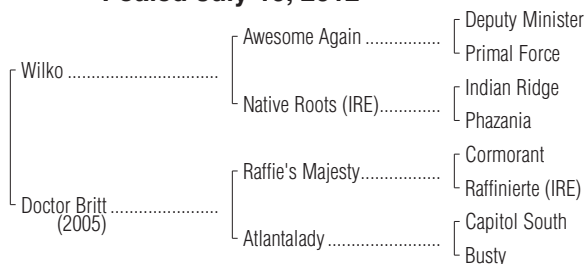 Foaled July 10, 2012
Deputy Minister
Awesome Again ..................
Primal Force
Wilko ................................
Indian Ridge
Native Roots (IRE).............
Phazania
Cormorant
Raffie's Majesty.................
Raffinierte (IRE)
Doctor Britt .......................
(2005)
Capitol South
Atlantalady ........................
Busty